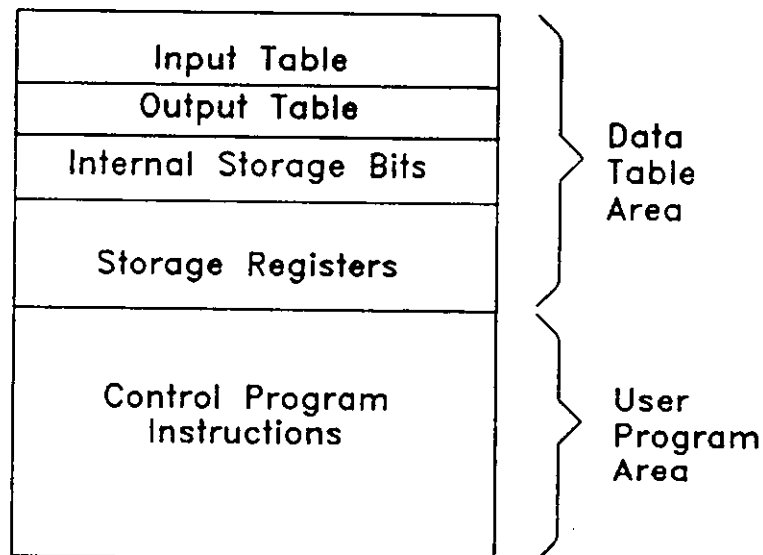 Input Table
Output Table
Internal Storage Bits
Storage Registers
Data
Table
Area
Control Program
Instructions
User
Program
Area